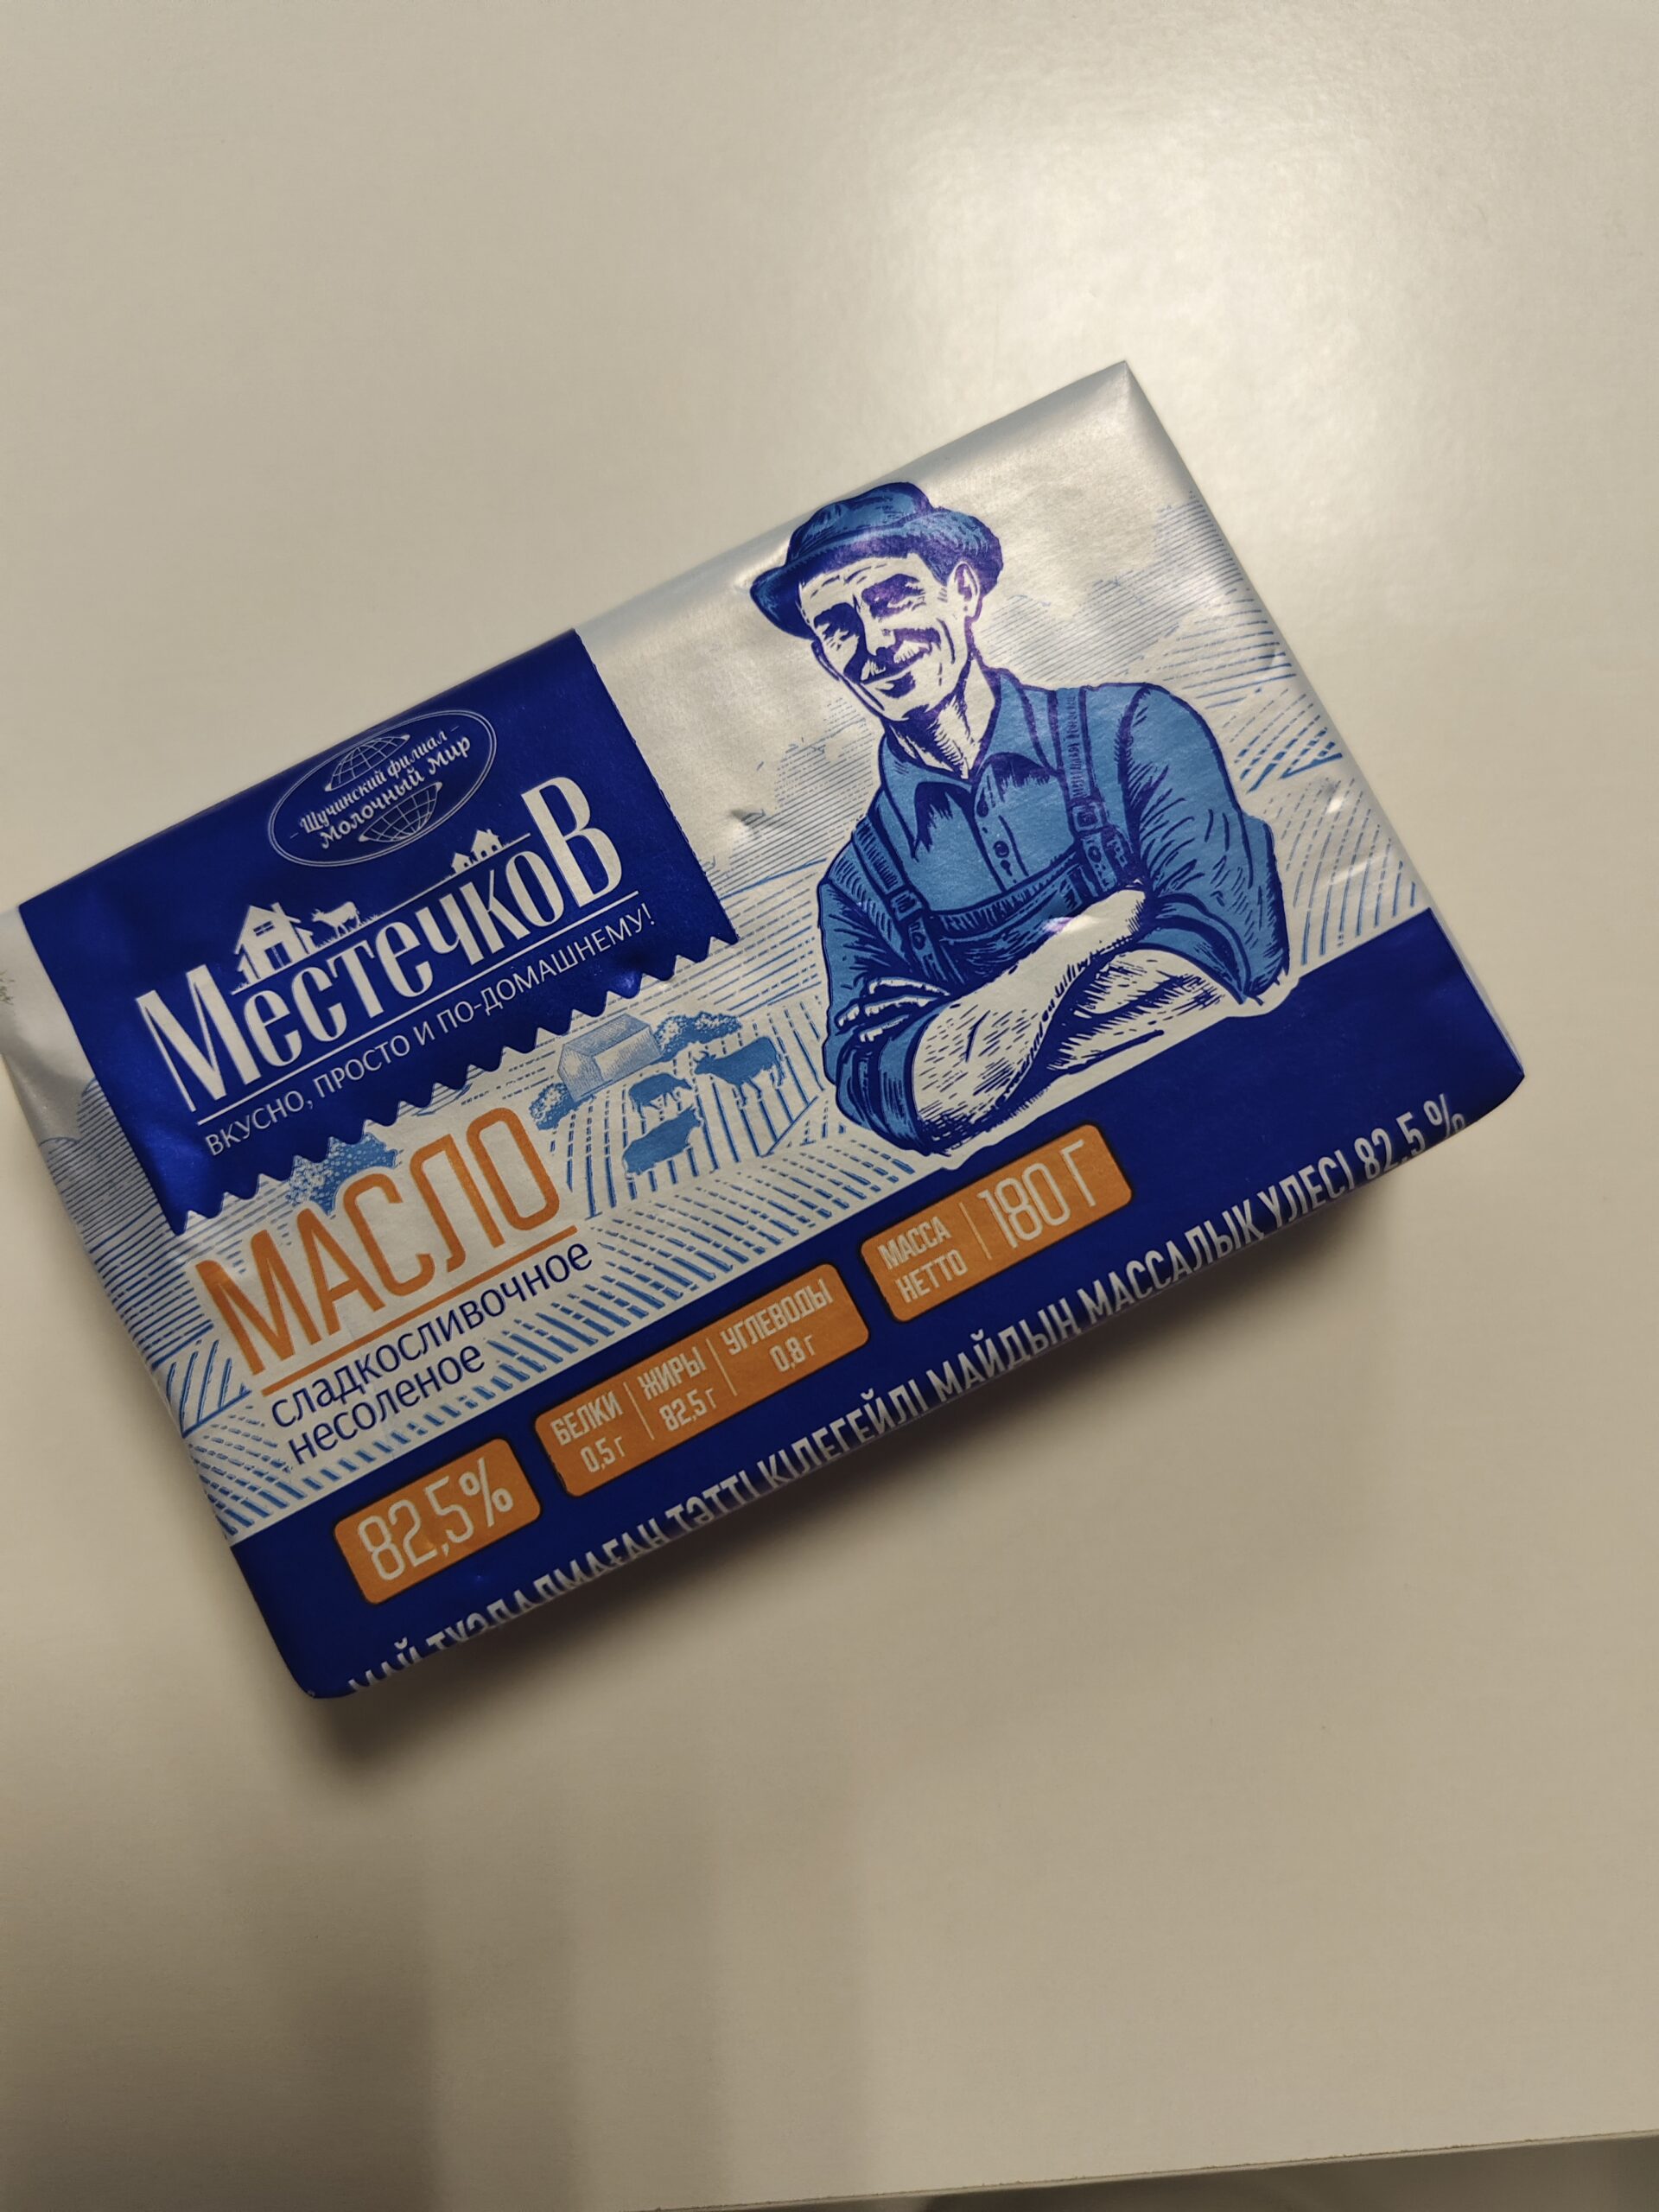 Щучинский филиал
Молочный Мир
МестечкоВ
ВКУСНО, ПРОСТО И ПО-ДОМАШНЕМУ!
МАСЛО
сладкосливочное
несоленое
82,5%
БЕЛКИ
0,5 г
ЖИРЫ
82,5 г
УГЛЕВОДЫ
0,8 г
МАССА
НЕТТО
180 Г
ТҰЗДАЛМАҒАН ТӘТТІ КІЛЕГЕЙЛІ МАЙДЫҢ МАССАЛЫҚ ҮЛЕСІ 82,5 %